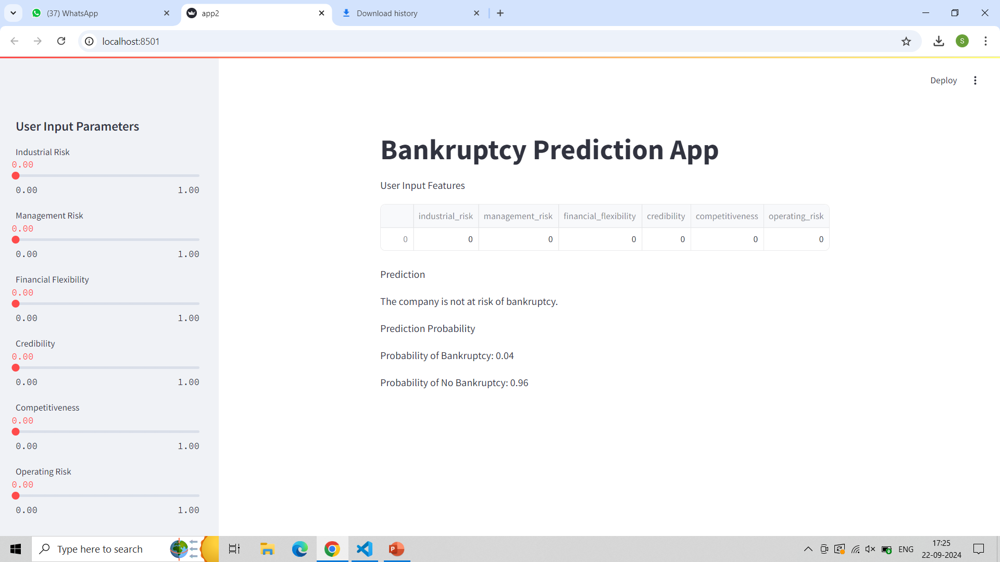 (37) WhatsApp
app2
Download history
localhost:8501
S
Deploy
User Input Parameters
Industrial Risk
0.00
0.00 1.00
Management Risk
0.00
0.00 1.00
Financial Flexibility
0.00
0.00 1.00
Credibility
0.00
0.00 1.00
Competitiveness
0.00
0.00 1.00
Operating Risk
0.00
0.00 1.00
Bankruptcy Prediction App
User Input Features
industrial_risk management_risk financial_flexibility credibility competitiveness operating_risk
0 0 0 0 0 0 0
Prediction
The company is not at risk of bankruptcy.
Prediction Probability
Probability of Bankruptcy: 0.04
Probability of No Bankruptcy: 0.96
Type here to search
P
ENG
17:25
22-09-2024